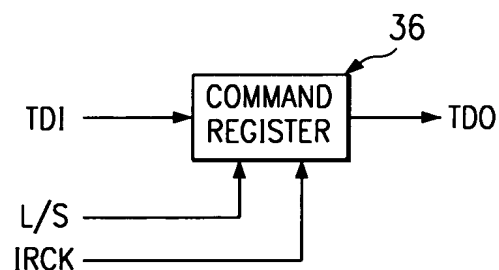 36
COMMAND
REGISTER
TDI
TDO
L/S
IRCK